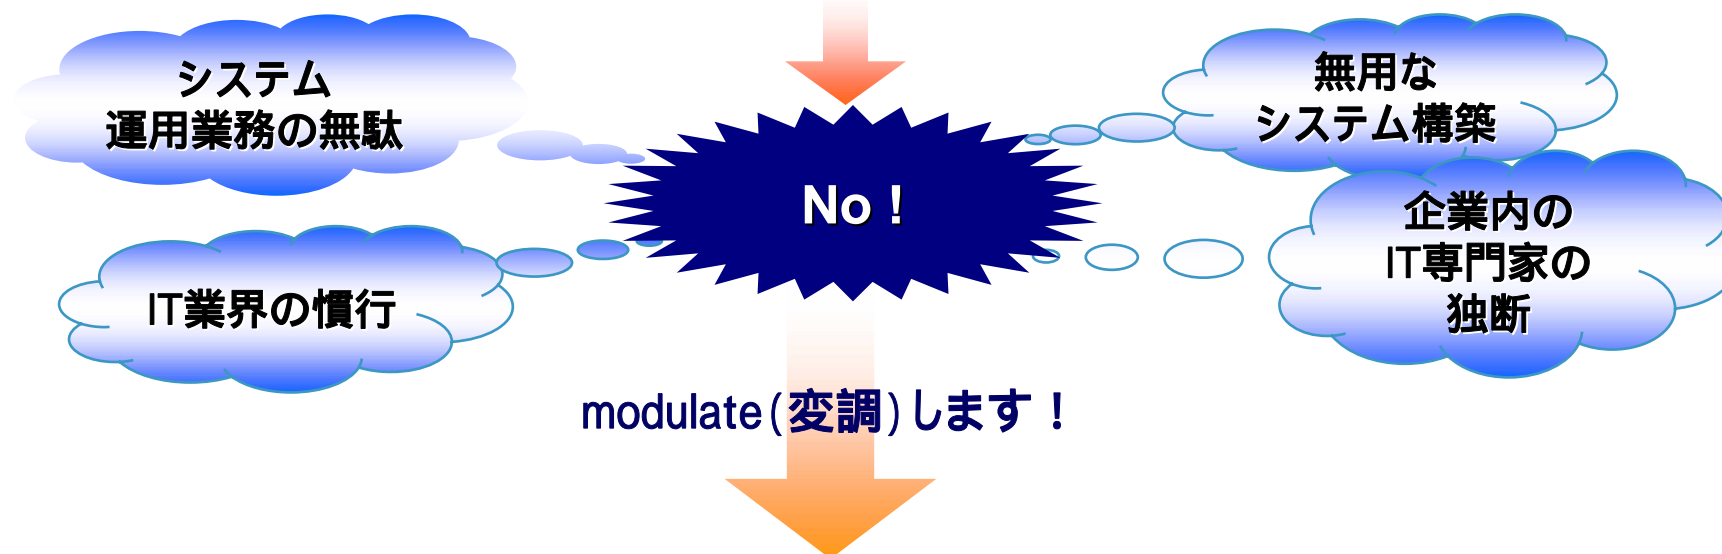 システム
運用業務の無駄
無用な
システム構築
No！
企業内の
IT専門家の
独断
IT業界の慣行
modulate(変調)します！